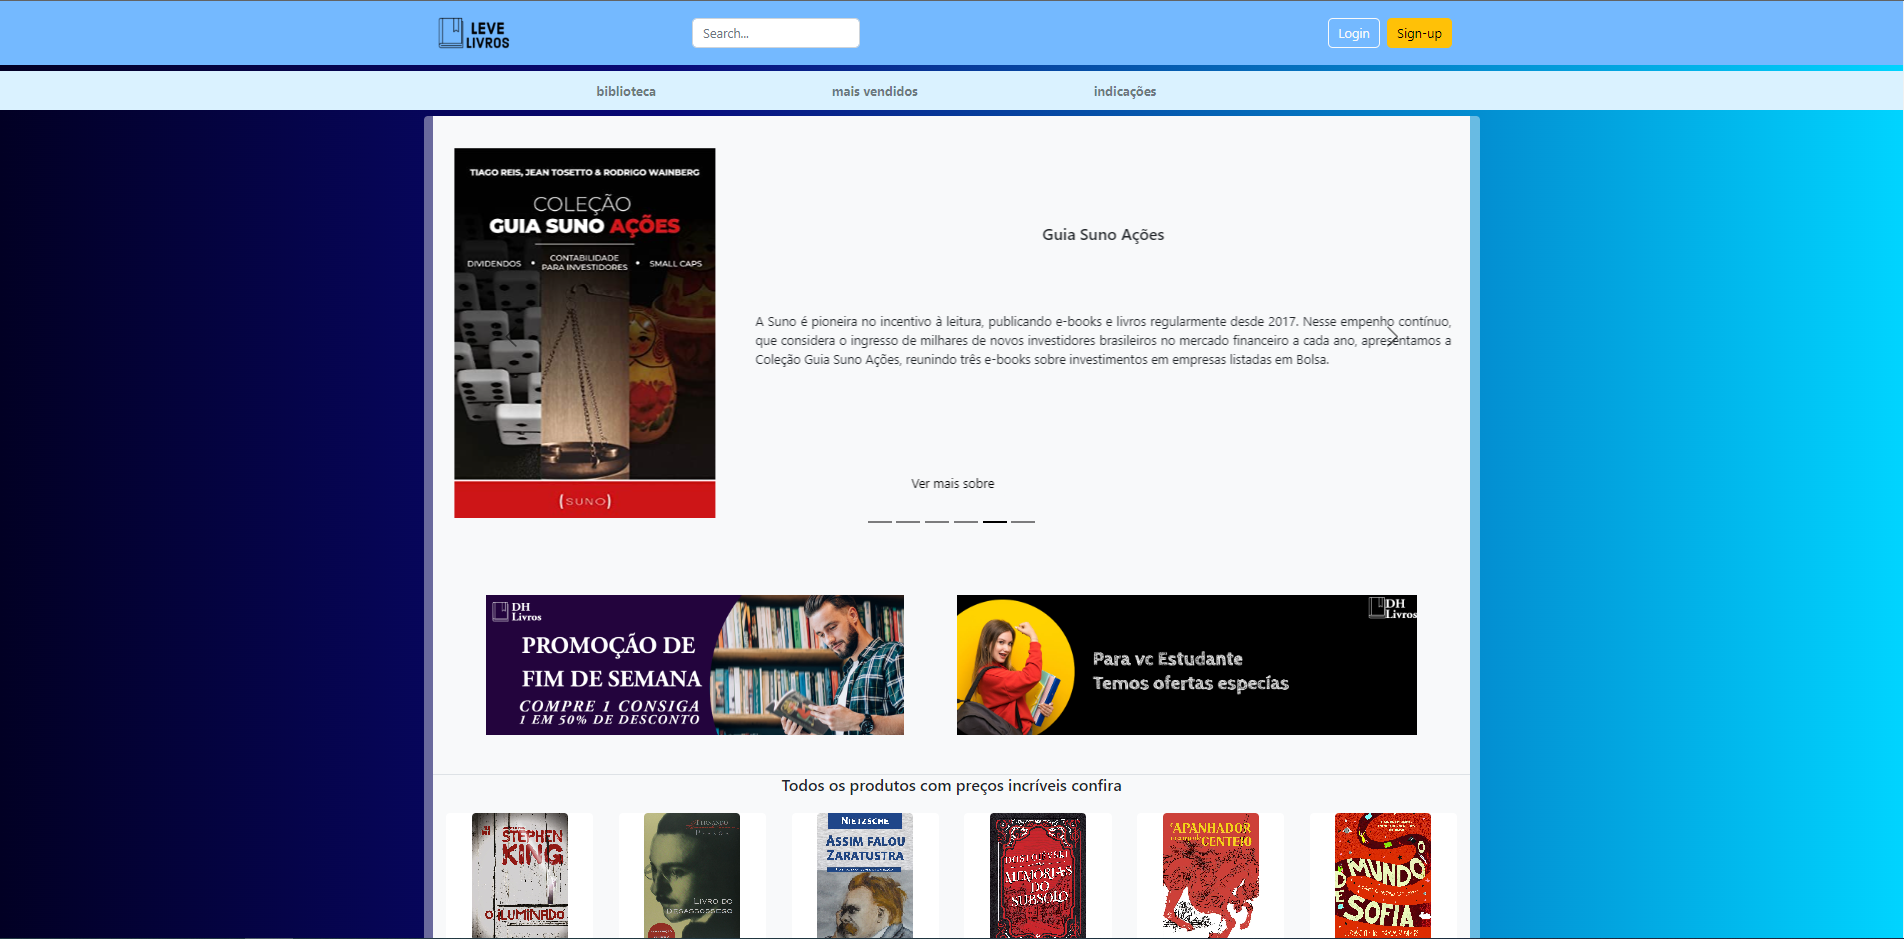 LEVE
LIVROS
Search...
Login
Sign-up
biblioteca
mais vendidos
indicações
TIAGO REIS, JEAN TOSETTO & RODRIGO WAINBERG
COLEÇÃO
GUIA SUNO AÇÕES
DIVIDENDOS • CONTABILIDADE PARA INVESTIDORES • SMALL CAPS
(SUNO)
Guia Suno Ações
A Suno é pioneira no incentivo à leitura, publicando e-books e livros regularmente desde 2017. Nesse empenho contínuo,
que considera o ingresso de milhares de novos investidores brasileiros no mercado financeiro a cada ano, apresentamos a
Coleção Guia Suno Ações, reunindo três e-books sobre investimentos em empresas listadas em Bolsa.
Ver mais sobre
DH
Livros
PROMOÇÃO DE
FIM DE SEMANA
COMPRE 1 CONSIGA
1 EM 50% DE DESCONTO
DH
Livros
Para vc Estudante
Temos ofertas especías
Todos os produtos com preços incríveis confira
STEPHEN
KING
O ILUMINADO
FERNANDO
PESSOA
LIVRO DO
DESASSOSSEGO
NIETZSCHE
ASSIM FALOU
ZARATUSTRA
DOSTOIÉVSKI
MEMÓRIAS
DO
SUBSOLO
O APANHADOR
no campo de
CENTEIO
O MUNDO
DE
SOFIA